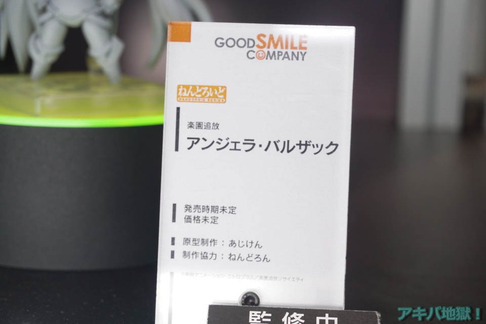 GOOD SMILE
COMPANY
ねんどろいど
楽園追放
アンジェラ・バルザック
発売時期未定
価格未定
原型制作：あじけん
制作協力：ねんどろん
監修中
アキバ地獄！